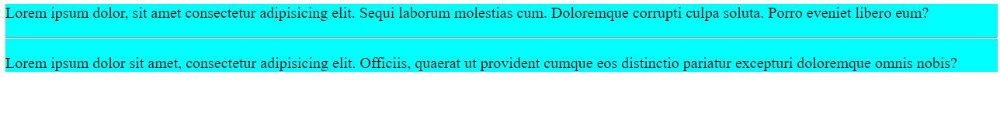 Lorem ipsum dolor, sit amet consectetur adipisicing elit. Sequi laborum molestias cum. Doloremque corrupti culpa soluta. Porro eveniet libero eum?
Lorem ipsum dolor sit amet, consectetur adipisicing elit. Officiis, quaerat ut provident cumque eos distinctio pariatur excepturi doloremque omnis nobis?